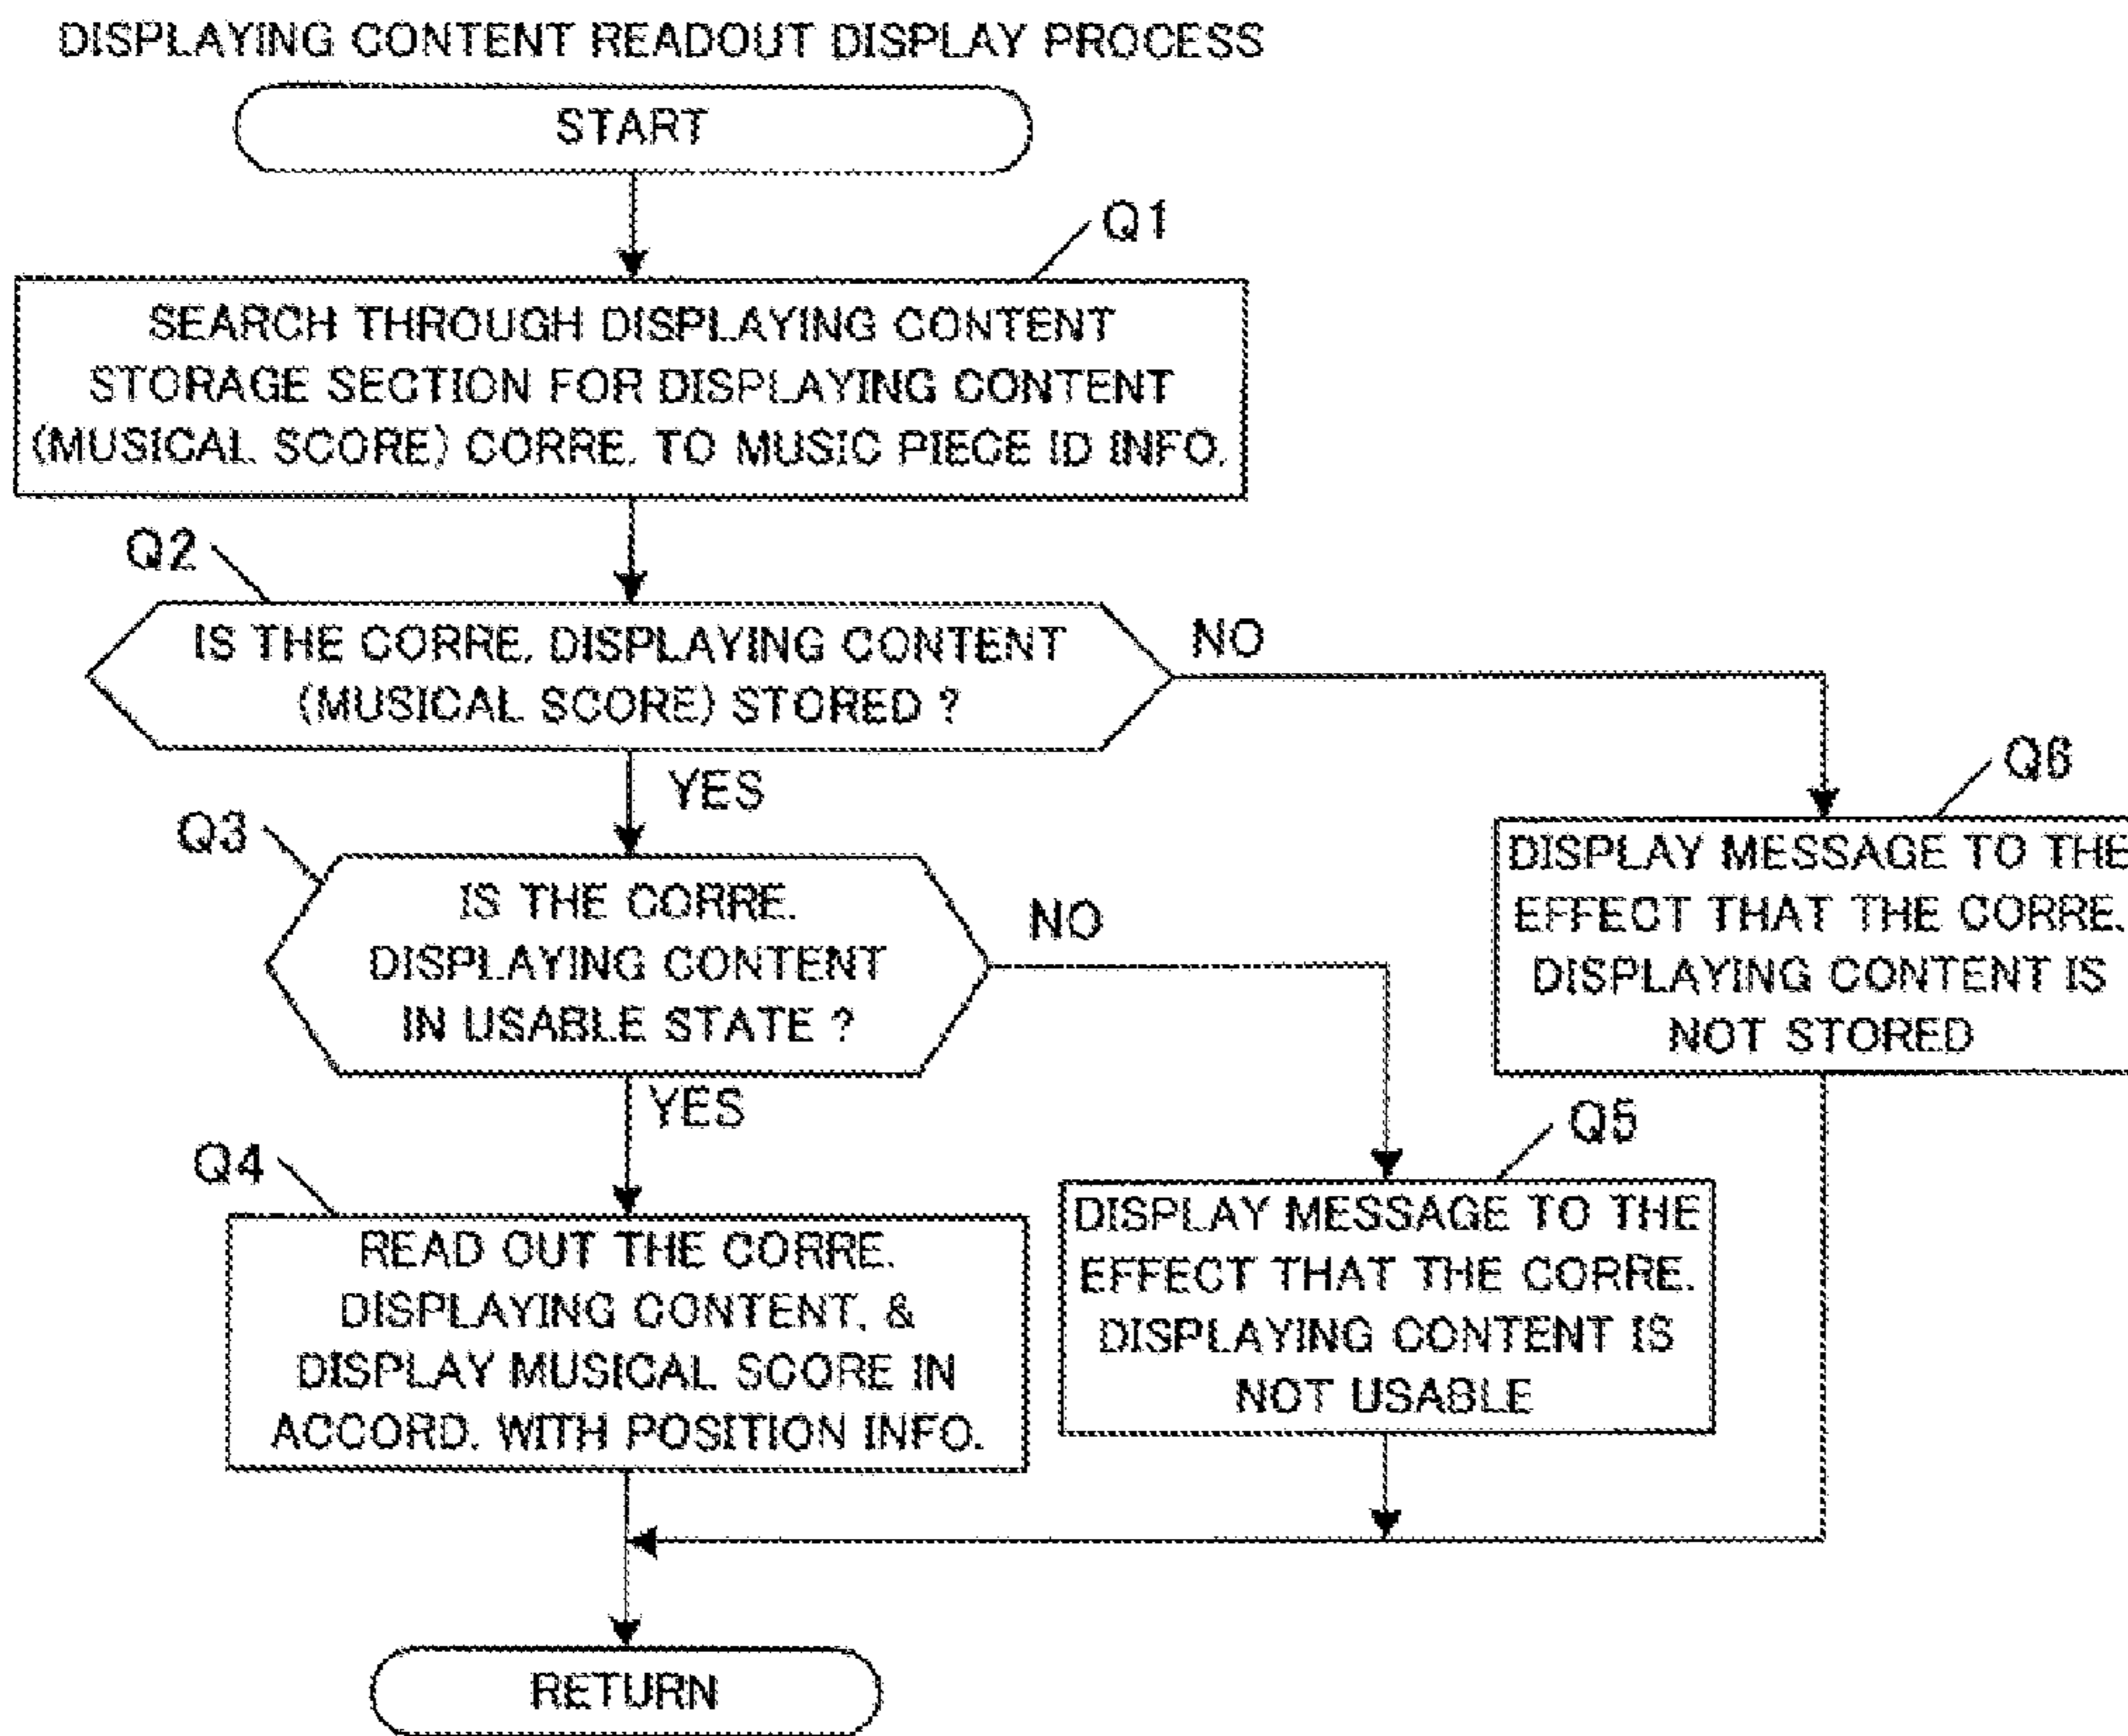 DISPLAYING CONTENT READOUT DISPLAY PROCESS
START
Q1
SEARCH THROUGH DISPLAYING CONTENT
STORAGE SECTION FOR DISPLAYING CONTENT
(MUSICAL SCORE) CORRE. TO MUSIC PIECE ID INFO.
Q2
IS THE CORRE. DISPLAYING CONTENT
(MUSICAL SCORE) STORED ?
NO
YES
Q6
DISPLAY MESSAGE TO THE
EFFECT THAT THE CORRE.
DISPLAYING CONTENT IS
NOT STORED
Q3
IS THE CORRE.
DISPLAYING CONTENT
IN USABLE STATE ?
NO
YES
Q5
DISPLAY MESSAGE TO THE
EFFECT THAT THE CORRE.
DISPLAYING CONTENT IS
NOT USABLE
Q4
READ OUT THE CORRE.
DISPLAYING CONTENT, &
DISPLAY MUSICAL SCORE IN
ACCORD. WITH POSITION INFO.
RETURN